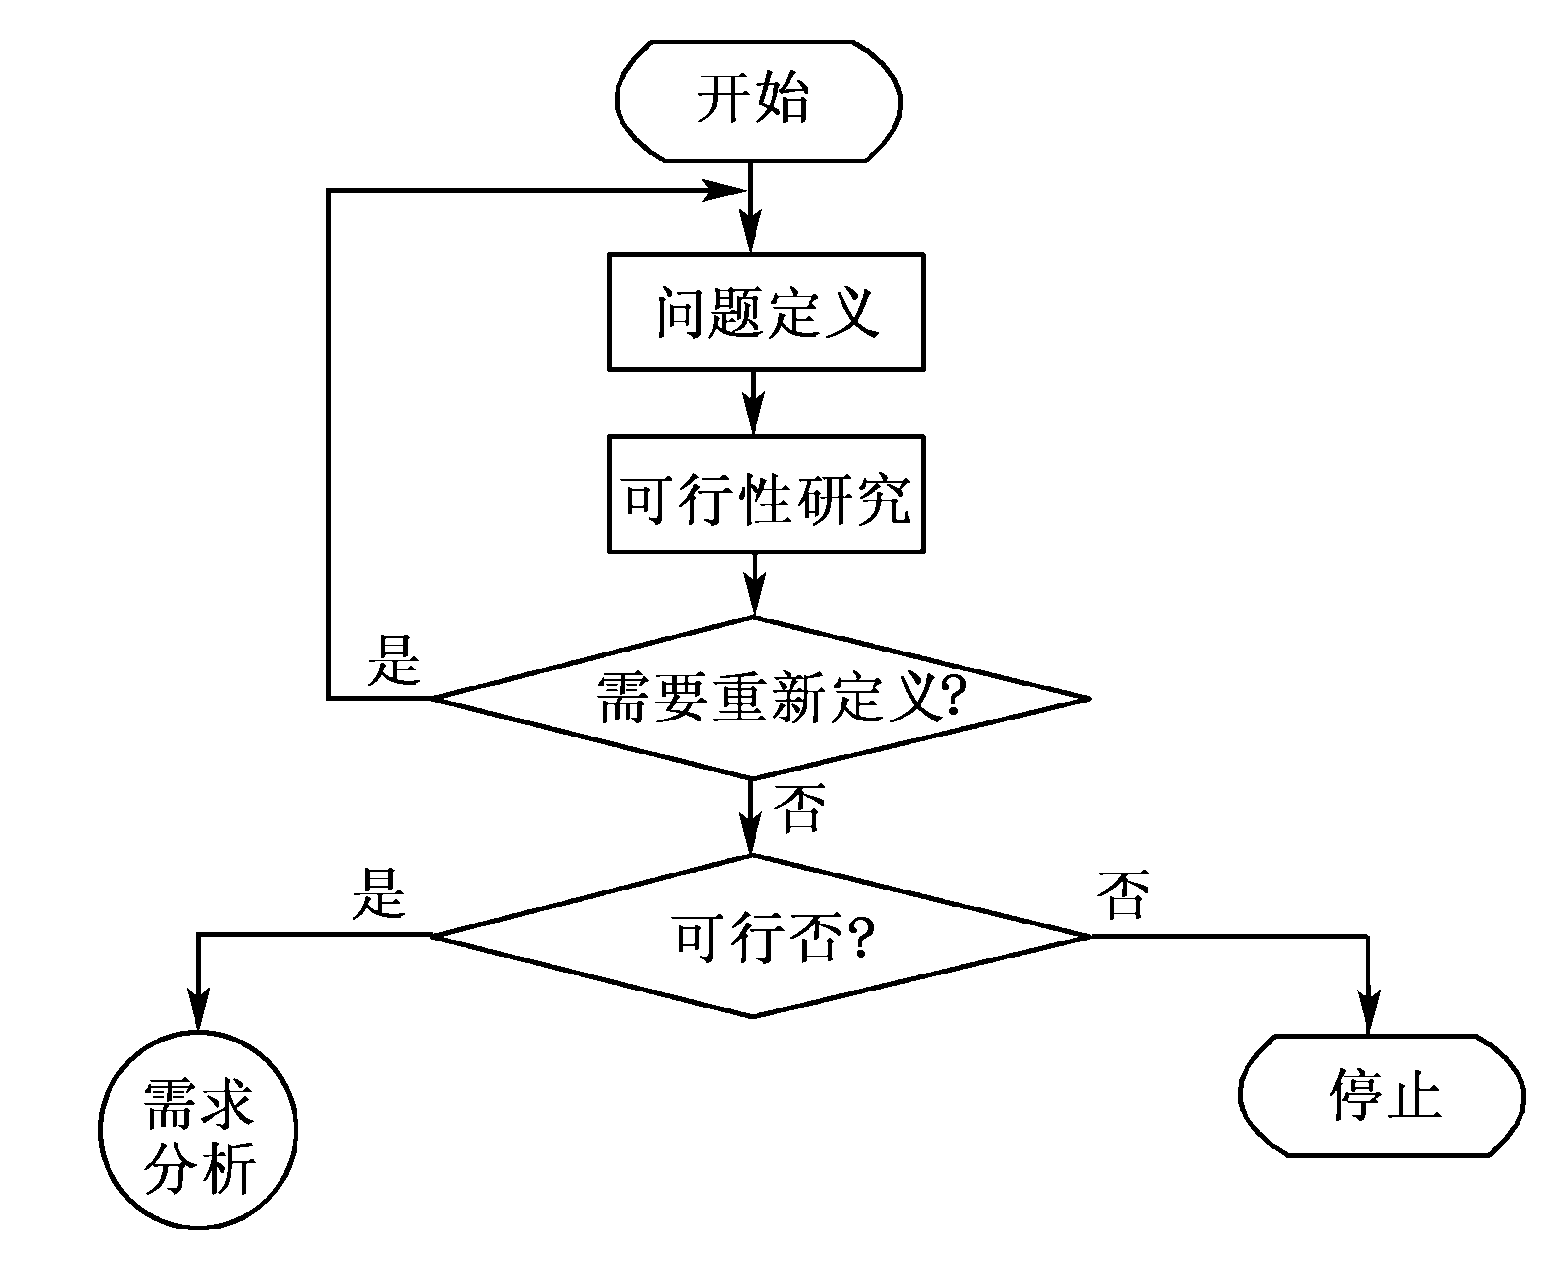 开始
问题定义
可行性研究
是
需要重新定义?
否
是
可行否?
否
需求
分析
停止